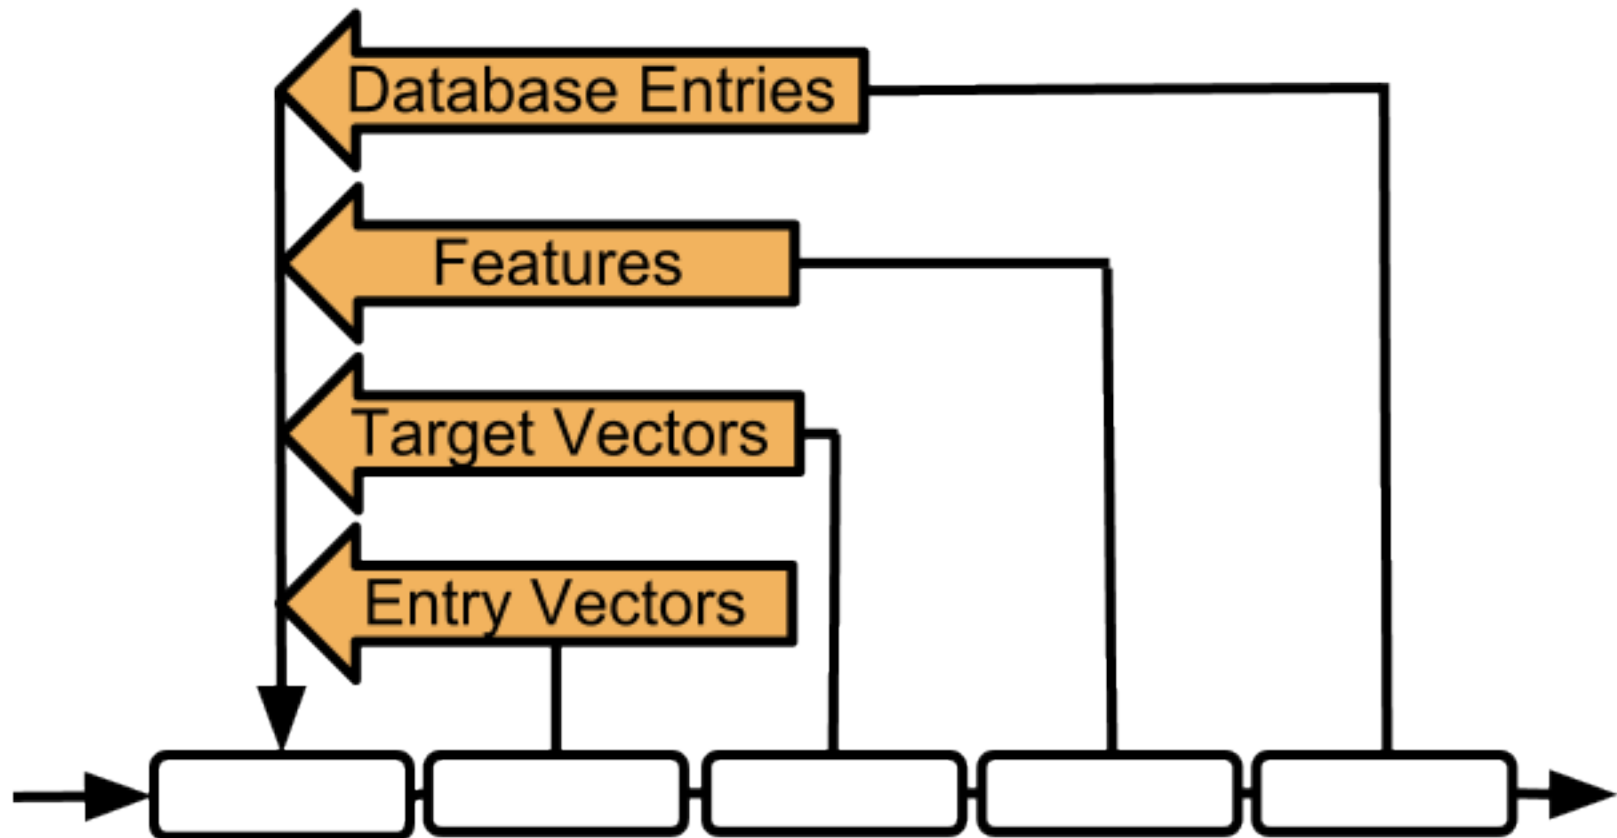 Database Entries
Features
Target Vectors
Entry Vectors